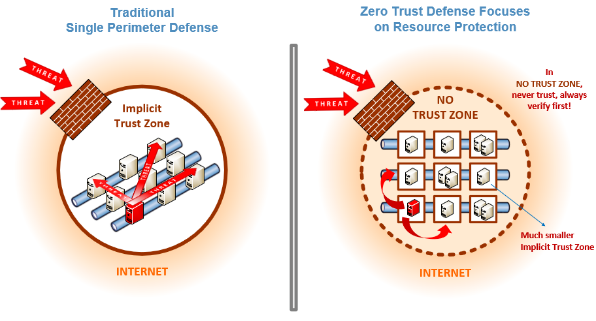 Traditional
Single Perimeter Defense
THREAT
THREAT
Implicit
Trust Zone
INTERNET
Zero Trust Defense Focuses
on Resource Protection
THREAT
THREAT
NO
TRUST ZONE
In
NO TRUST ZONE,
never trust, always
verify first!
Much smaller
Implicit Trust Zone
INTERNET